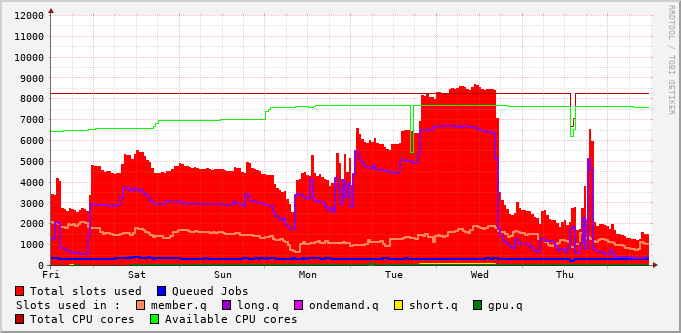 12000
11000
10000
9000
8000
7000
6000
5000
4000
3000
2000
1000
0
Fri Sat Sun Mon Tue Wed Thu
RRDTOOL / TOBI OETIKER
Total slots used Queued Jobs
Slots used in : member.q long.q ondemand.q short.q gpu.q
Total CPU cores Available CPU cores